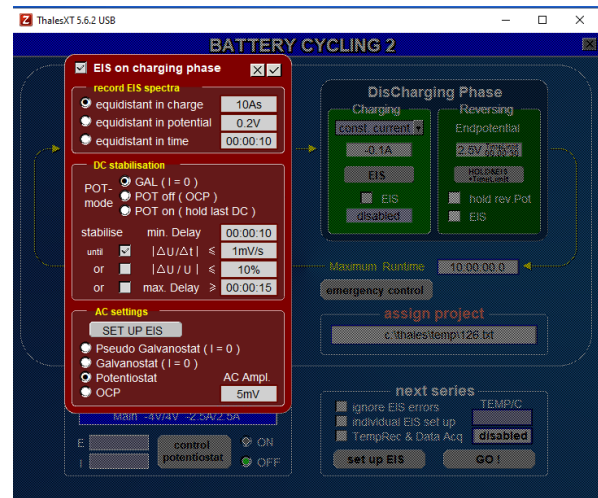 ThalesXT 5.6.2 USB
BATTERY CYCLING 2
EIS on charging phase
record EIS spectra
equidistant in charge 10As
equidistant in potential 0.2V
equidistant in time 00:00:10
DC stabilisation
POT-mode
GAL ( I = 0 )
POT off ( OCP )
POT on ( hold last DC )
stabilise min. Delay 00:00:10
until |△U/△t| ≤ 1mV/s
or |△U / U| ≤ 10%
or max. Delay ≥ 00:00:15
AC settings
SET UP EIS
Pseudo Galvanostat ( I = 0 )
Galvanostat ( I = 0 )
Potentiostat AC Ampl.
OCP 5mV
Main -4V/4V -2.5A/2.5A
E
I
control
potentiostat
ON
OFF
DisCharging Phase
Charging
const. current
-0.1A
EIS
EIS
disabled
Reversing
Endpotential
2.5V
HOLD&EIS
+TimeLimit
hold rev.Pot
EIS
Maximum Runtime 10:00:00.0
emergency control
assign project
c:\thales\temp\126.txt
next series
ignore EIS errors TEMP/C
individual EIS set up
TempRec & Data Acq disabled
set up EIS GO !